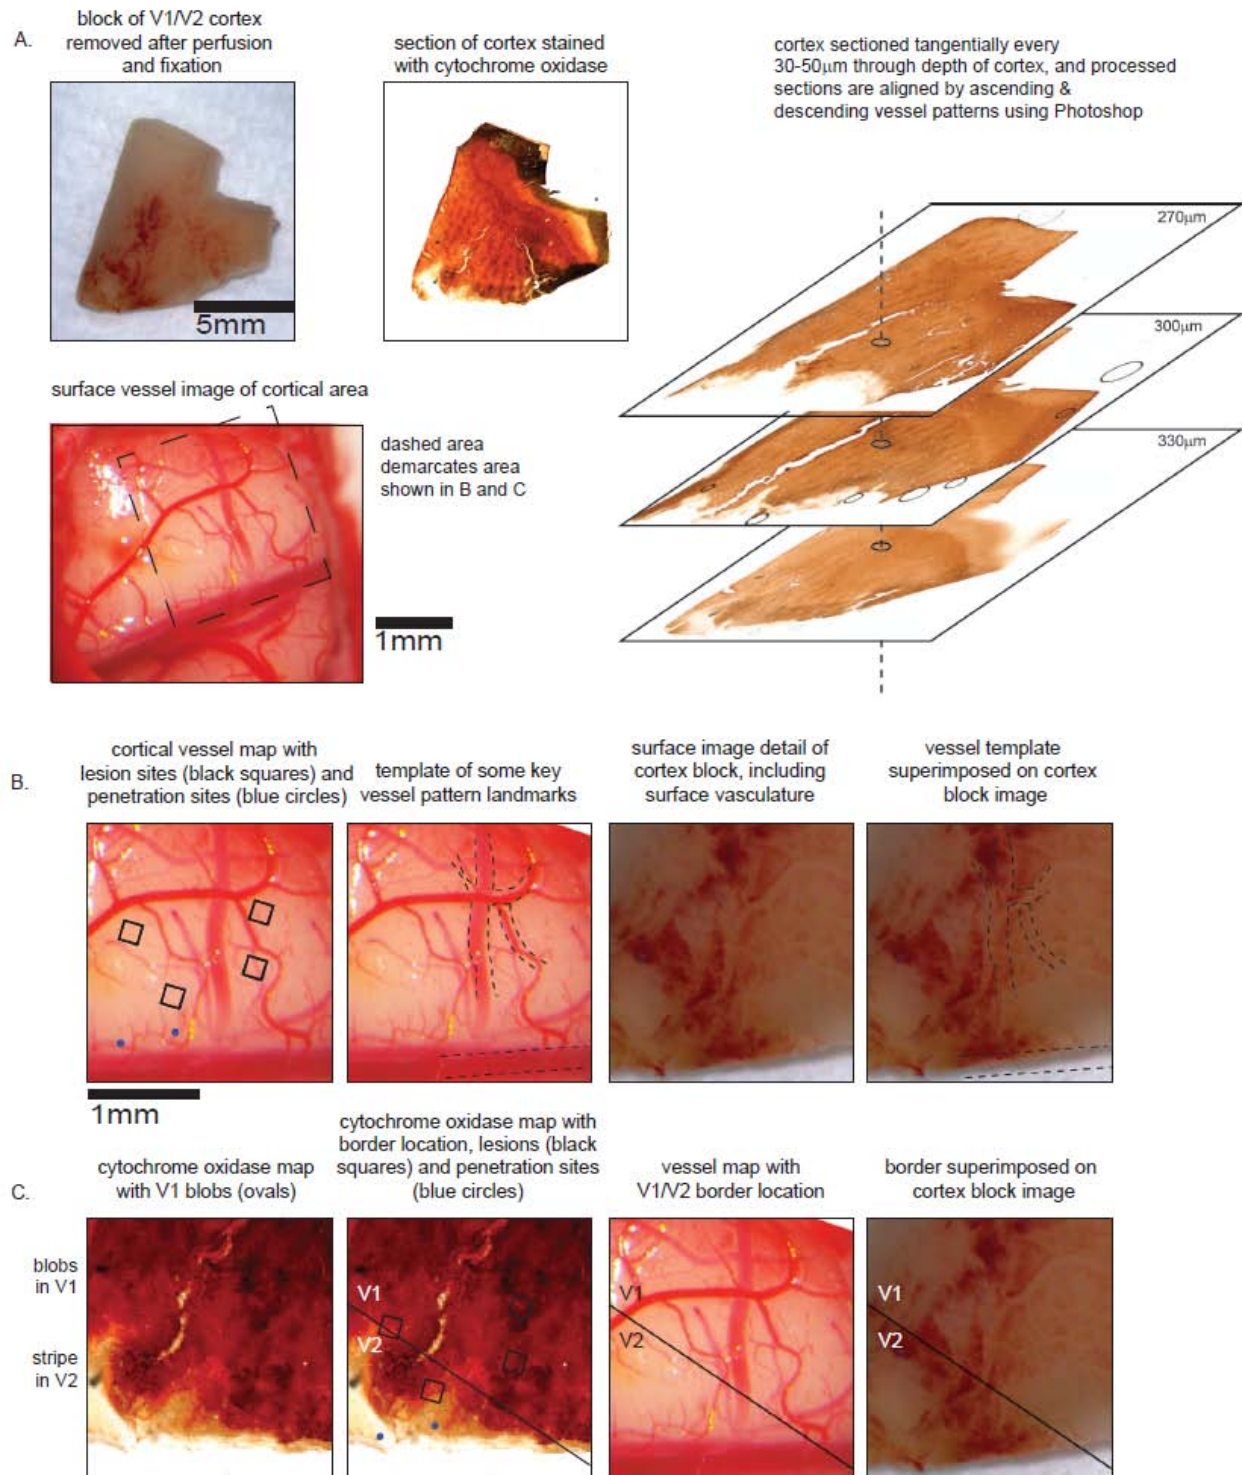 A.
block of V1/V2 cortex
removed after perfusion
and fixation
5mm
section of cortex stained
with cytochrome oxidase
cortex sectioned tangentially every
30-50μm through depth of cortex, and processed
sections are aligned by ascending &
descending vessel patterns using Photoshop
270μm
300μm
330μm
surface vessel image of cortical area
dashed area
demarcates area
shown in B and C
1mm
B.
cortical vessel map with
lesion sites (black squares) and
penetration sites (blue circles)
template of some key
vessel pattern landmarks
surface image detail of
cortex block, including
surface vasculature
vessel template
superimposed on cortex
block image
1mm
C.
cytochrome oxidase map
with V1 blobs (ovals)
cytochrome oxidase map with
border location, lesions (black
squares) and penetration sites
(blue circles)
vessel map with
V1/V2 border location
border superimposed on
cortex block image
blobs
in V1
stripe
in V2
V1
V2
V1
V2
V1
V2